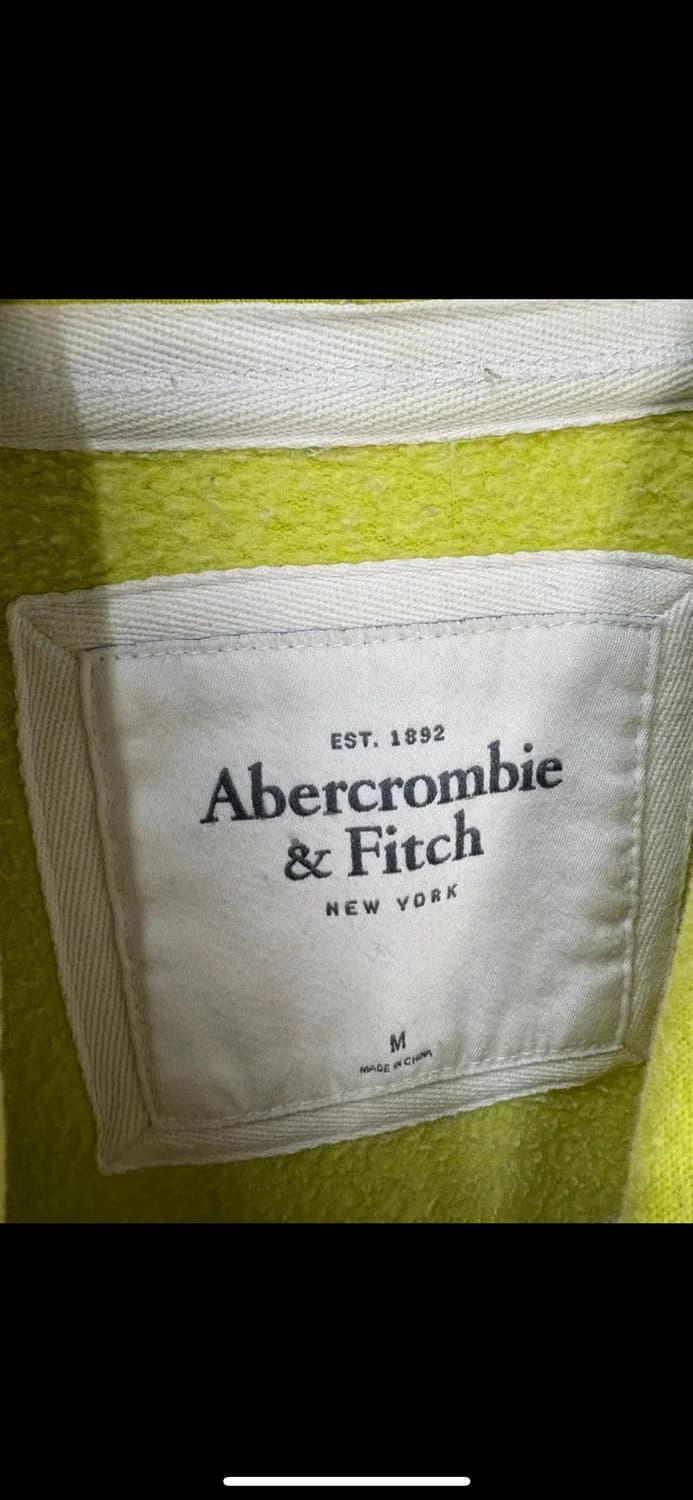 EST. 1892
Abercrombie
& Fitch
NEW YORK
M
MADE IN CHINA